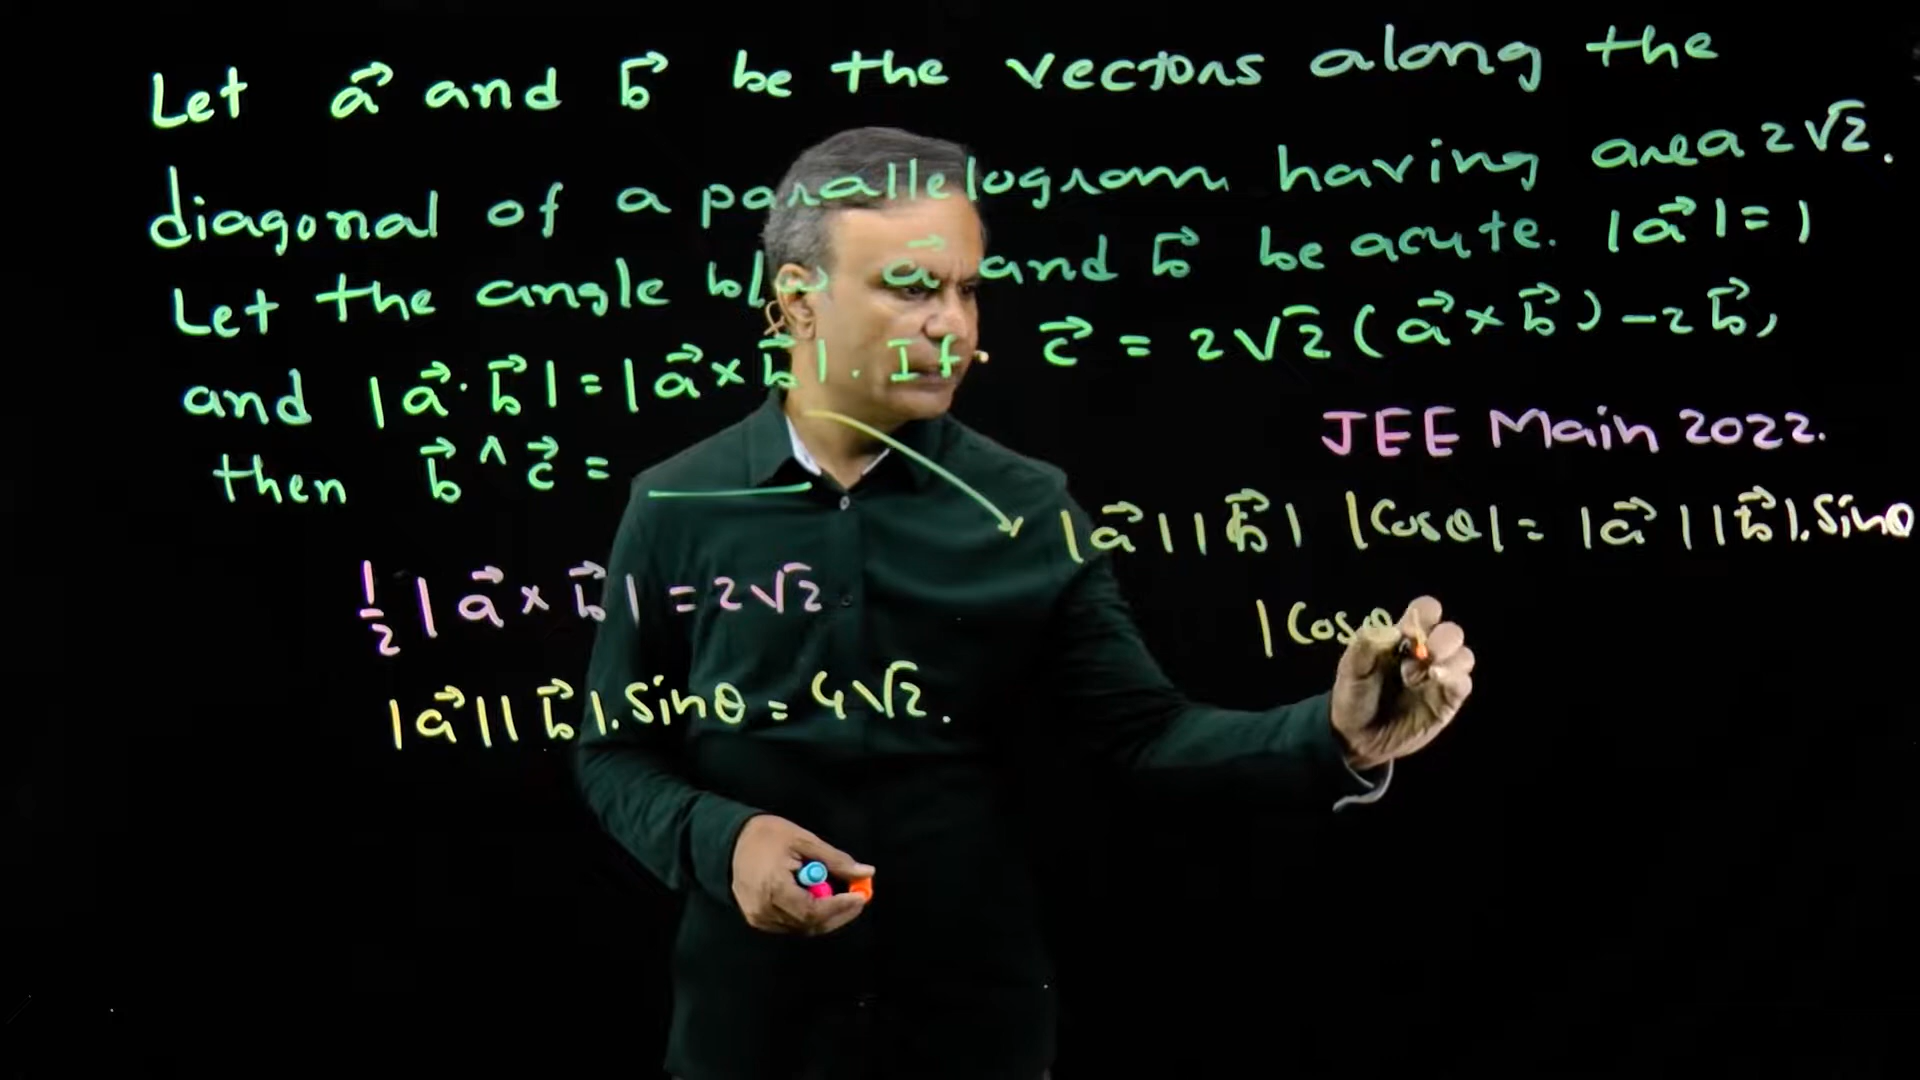 Let a⃗ and b⃗ be the vectors along the
diagonal of a parallelogram having area 2√2.
Let the angle b/w a⃗ and b⃗ be acute. |a⃗| = 1
and |a⃗·b⃗| = |a⃗×b⃗|. If c⃗ = 2√2(a⃗×b⃗) - 2b⃗,
then b⃗ ^ c⃗ = ____
JEE Main 2022.
|a⃗||b⃗| |Cosθ| = |a⃗||b⃗|.Sinθ
|Cosθ
1/2 |a⃗×b⃗| = 2√2
|a⃗||b⃗|.Sinθ = 4√2.